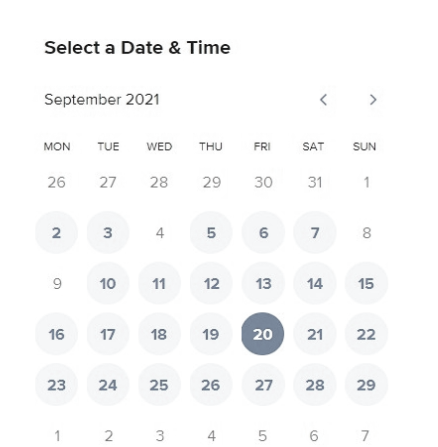 Select a Date & Time
September 2021
MON TUE WED THU FRI SAT SUN
26 27 28 29 30 31 1
2 3 4 5 6 7 8
9 10 11 12 13 14 15
16 17 18 19 20 21 22
23 24 25 26 27 28 29
1 2 3 4 5 6 7